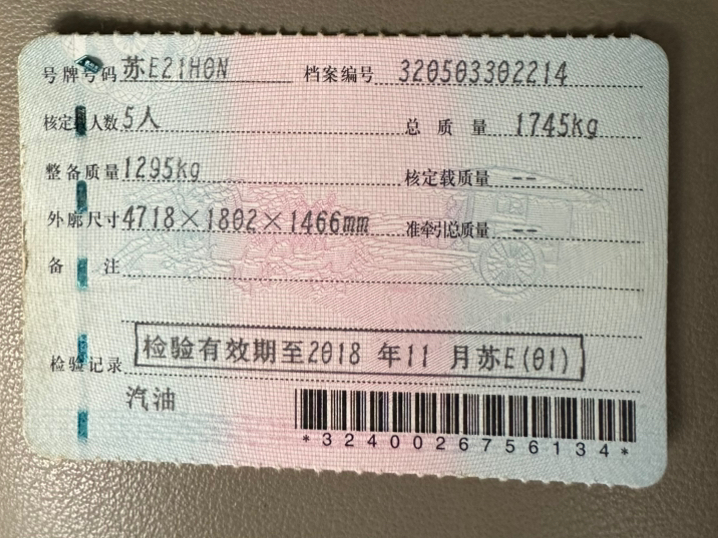 号牌号码 苏E21H0N 档案编号 320503302214
核定载人数 5人 总质量 1745kg
整备质量 1295kg 核定载质量 --
外廓尺寸 4718×1802×1466mm 准牵引总质量 --
备注
检验记录 检验有效期至2018 年11 月苏E(01)
汽油
*3240026756134*